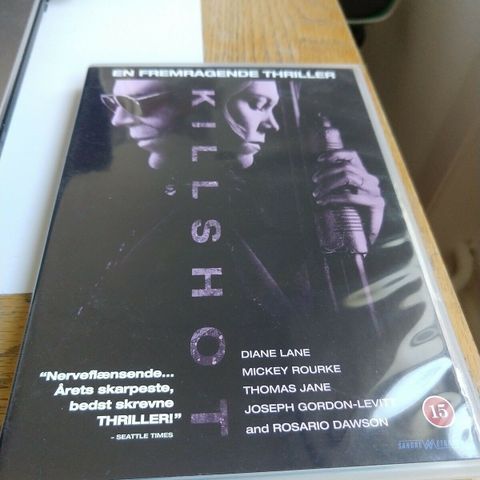 EN FREMRAGENDE THRILLER
KILLSHOT
DIANE LANE
MICKEY ROURKE
THOMAS JANE
JOSEPH GORDON-LEVITT
and ROSARIO DAWSON
"Nerveflænsende...
Årets skarpeste,
bedst skrevne
THRILLER!"
- SEATTLE TIMES
15